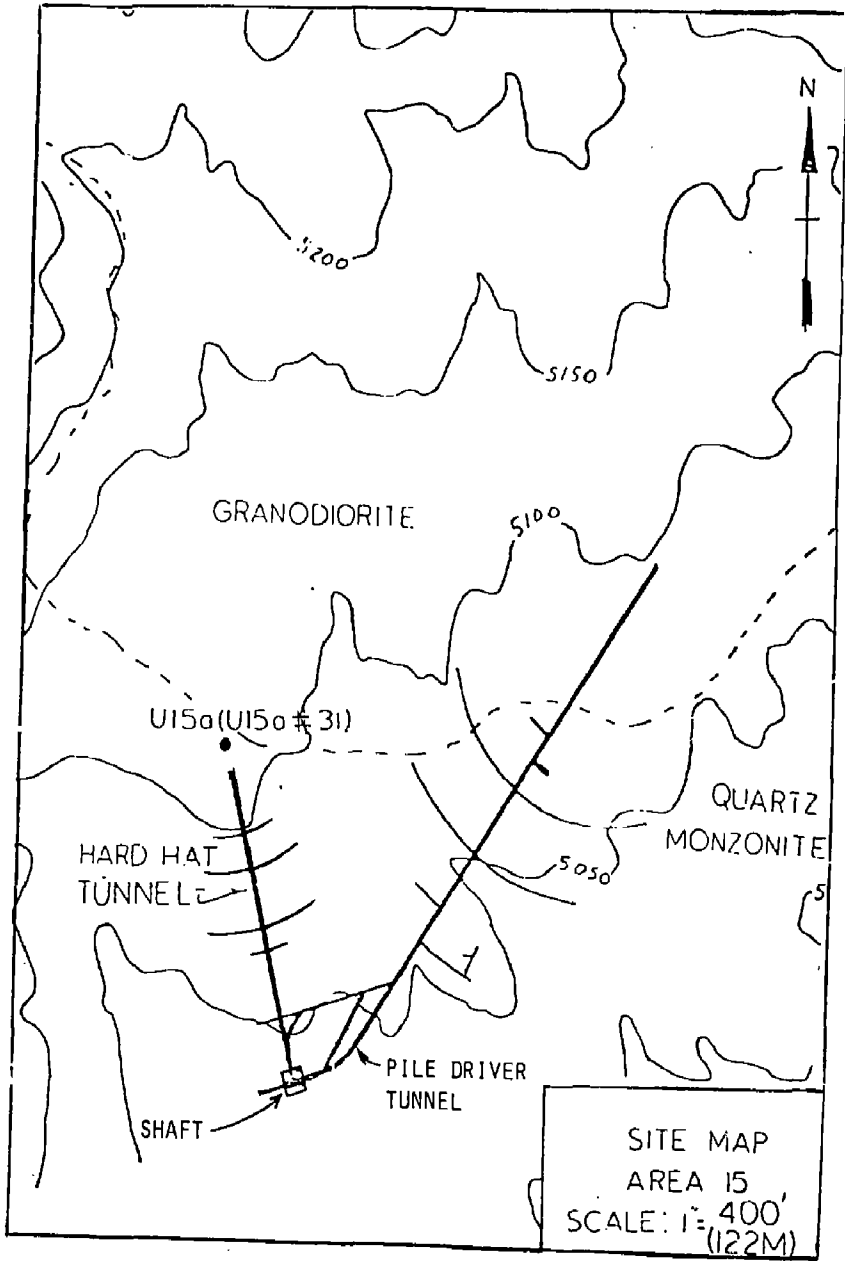 N
5200
5150
GRANODIORITE
5100
U15a(U15a #31)
QUARTZ
MONZONITE
HARD HAT
TUNNEL
5050
5
PILE DRIVER
TUNNEL
SHAFT
SITE MAP
AREA 15
SCALE: 1"= 400'
(122M)